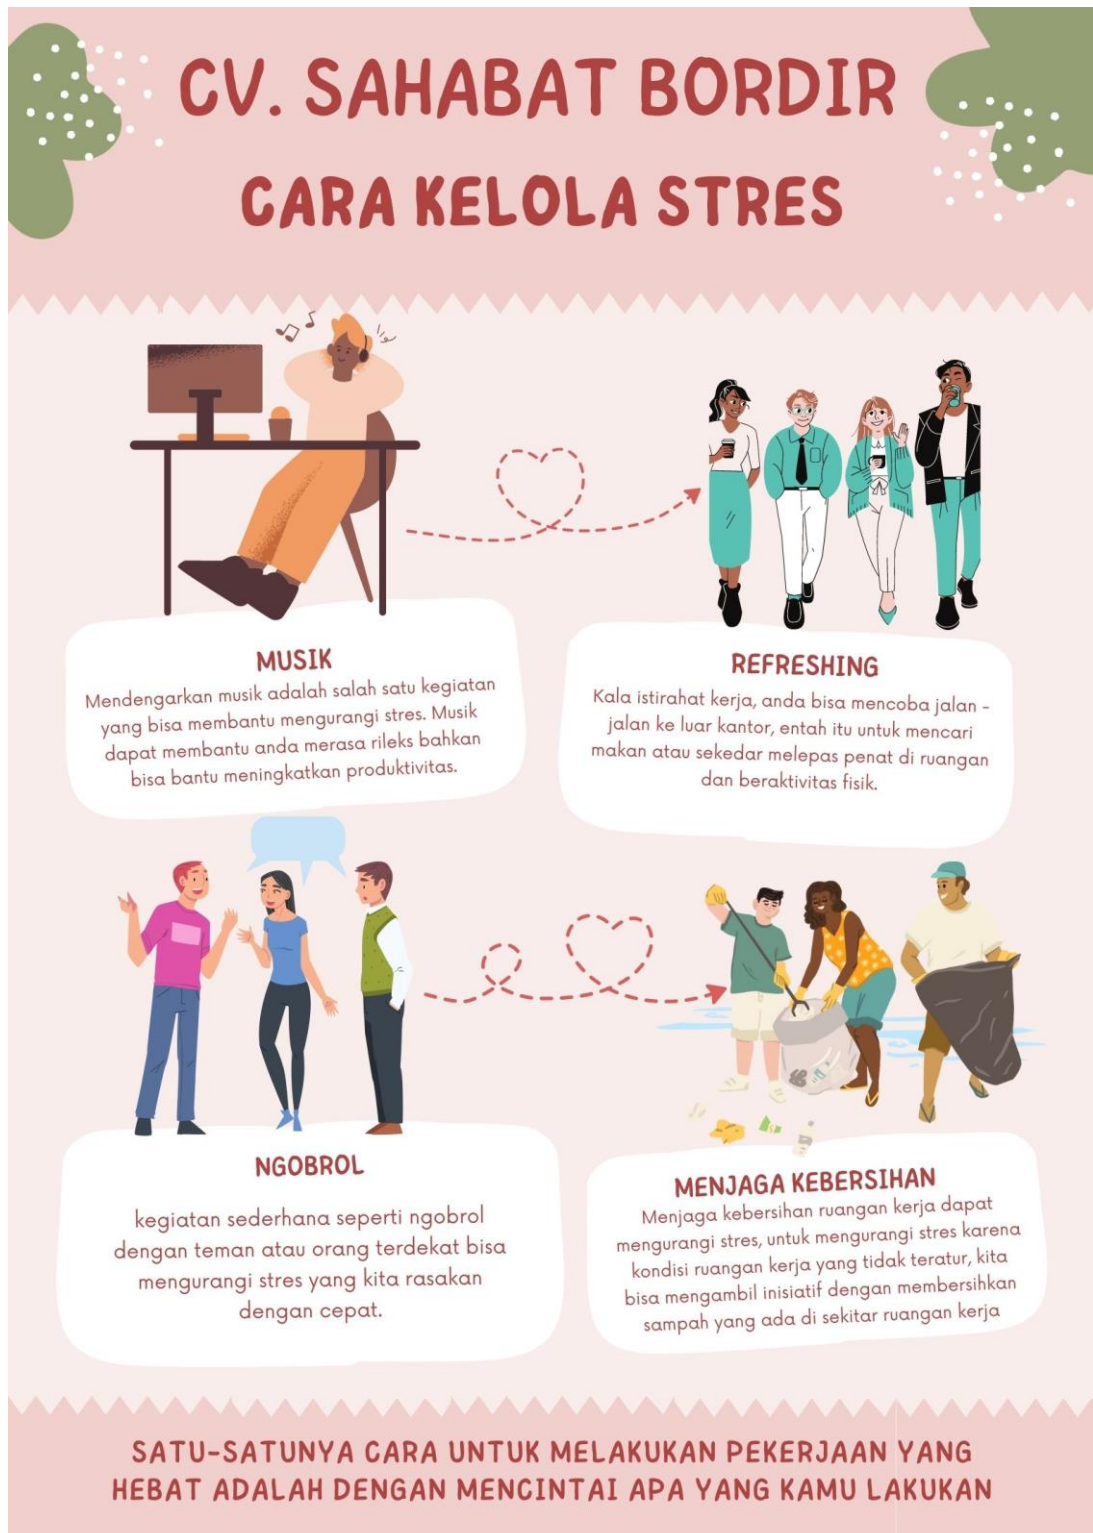 CV. SAHABAT BORDIR
CARA KELOLA STRES
MUSIK
Mendengarkan musik adalah salah satu kegiatan
yang bisa membantu mengurangi stres. Musik
dapat membantu anda merasa rileks bahkan
bisa bantu meningkatkan produktivitas.
REFRESHING
Kala istirahat kerja, anda bisa mencoba jalan -
jalan ke luar kantor, entah itu untuk mencari
makan atau sekedar melepas penat di ruangan
dan beraktivitas fisik.
NGOBROL
kegiatan sederhana seperti ngobrol
dengan teman atau orang terdekat bisa
mengurangi stres yang kita rasakan
dengan cepat.
MENJAGA KEBERSIHAN
Menjaga kebersihan ruangan kerja dapat
mengurangi stres, untuk mengurangi stres karena
kondisi ruangan kerja yang tidak teratur, kita
bisa mengambil inisiatif dengan membersihkan
sampah yang ada di sekitar ruangan kerja
SATU-SATUNYA CARA UNTUK MELAKUKAN PEKERJAAN YANG
HEBAT ADALAH DENGAN MENCINTAI APA YANG KAMU LAKUKAN